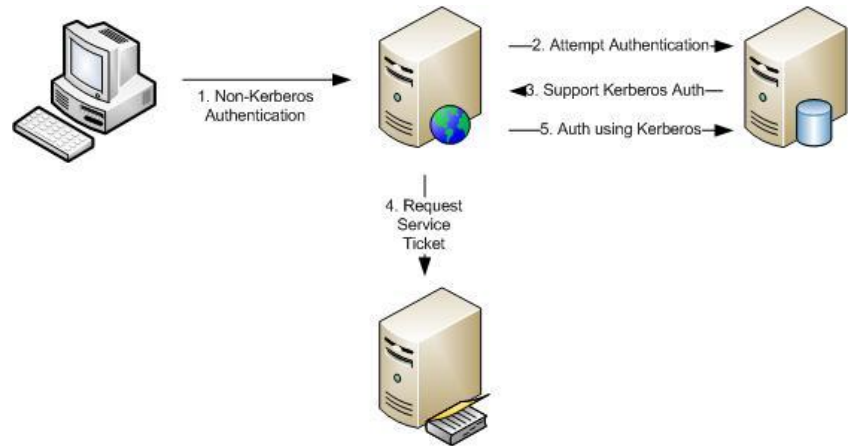 1. Non-Kerberos
Authentication
2. Attempt Authentication
3. Support Kerberos Auth
5. Auth using Kerberos
4. Request
Service
Ticket